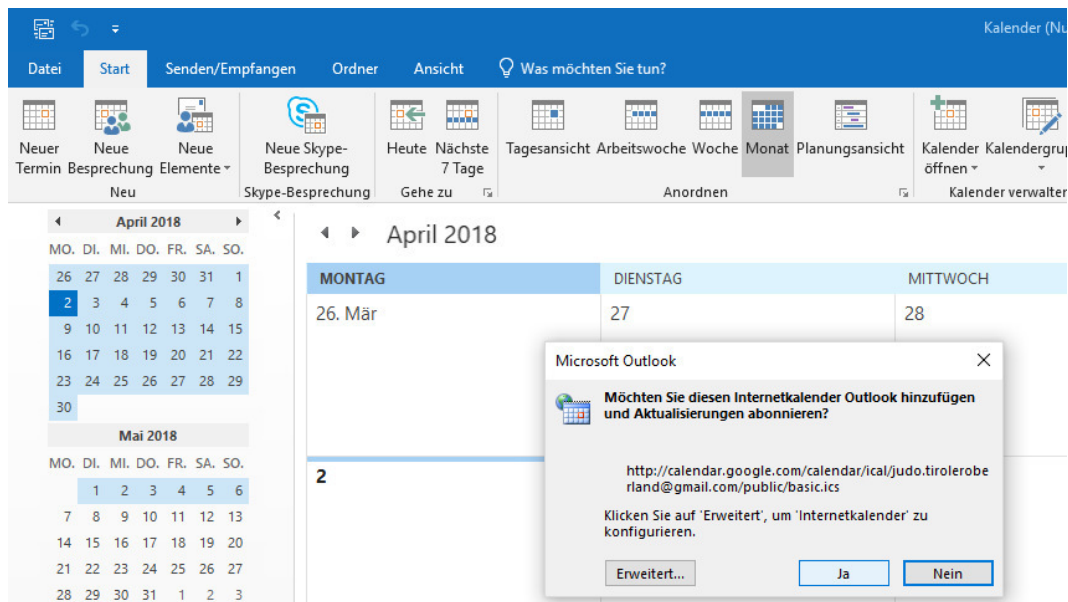 Kalender (Nu
Datei Start Senden/Empfangen Ordner Ansicht Was möchten Sie tun?
Neuer Neue Neue Neue Skype- Heute Nächste Tagesansicht Arbeitswoche Woche Monat Planungsansicht Kalender Kalendergru
Termin Besprechung Elemente Besprechung 7 Tage öffnen
Neu Skype-Besprechung Gehe zu Anordnen Kalender verwalten
April 2018
MO. DI. MI. DO. FR. SA. SO.
26 27 28 29 30 31 1
2 3 4 5 6 7 8
9 10 11 12 13 14 15
16 17 18 19 20 21 22
23 24 25 26 27 28 29
30
Mai 2018
MO. DI. MI. DO. FR. SA. SO.
1 2 3 4 5 6
7 8 9 10 11 12 13
14 15 16 17 18 19 20
21 22 23 24 25 26 27
28 29 30 31 1 2 3
April 2018
MONTAG DIENSTAG MITTWOCH
26. Mär 27 28
2
Microsoft Outlook
Möchten Sie diesen Internetkalender Outlook hinzufügen
und Aktualisierungen abonnieren?
http://calendar.google.com/calendar/ical/judo.tirolerobe
rland@gmail.com/public/basic.ics
Klicken Sie auf 'Erweitert', um 'Internetkalender' zu
konfigurieren.
Erweitert... Ja Nein